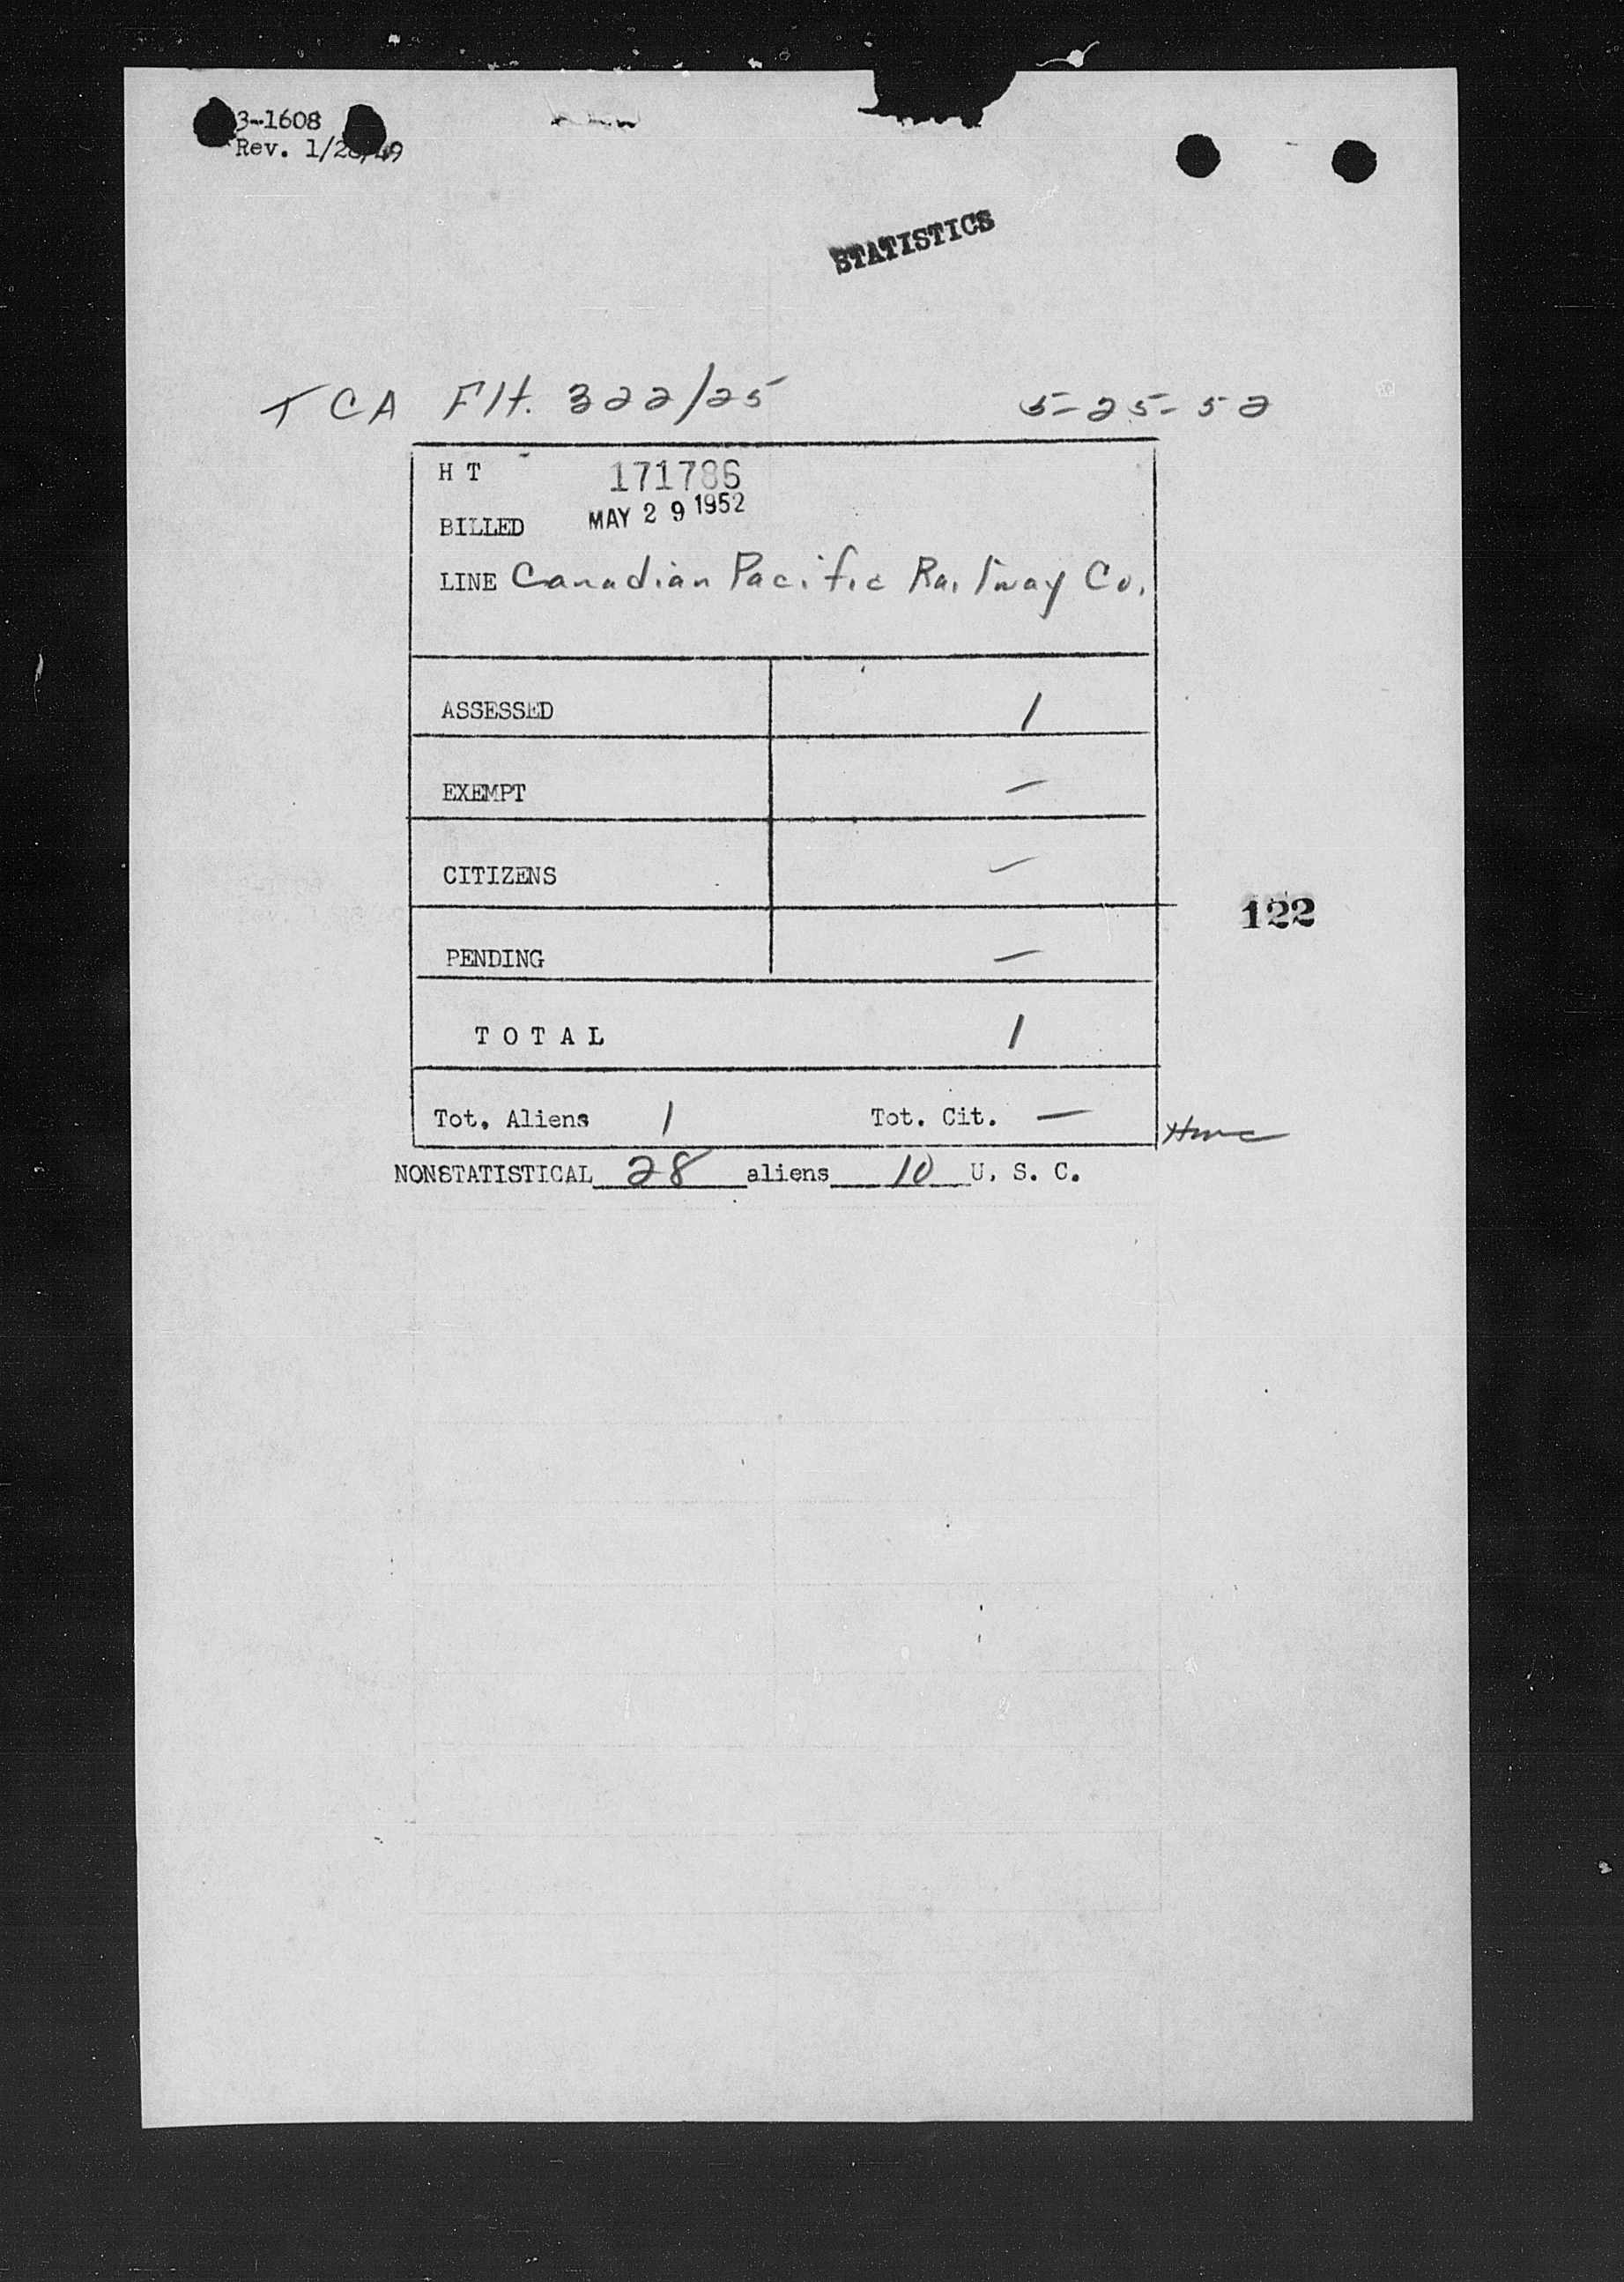 3-1608
Rev. 1/28/49
STATISTICS
TCA Flt. 322/25 5-25-52
H T 171786
BILLED MAY 29 1952
LINE Canadian Pacific Railway Co.
ASSESSED 1
EXEMPT —
CITIZENS —
122
PENDING —
T O T A L 1
Tot. Aliens 1 Tot. Cit. —
NONSTATISTICAL 28 aliens 10 U. S. C.